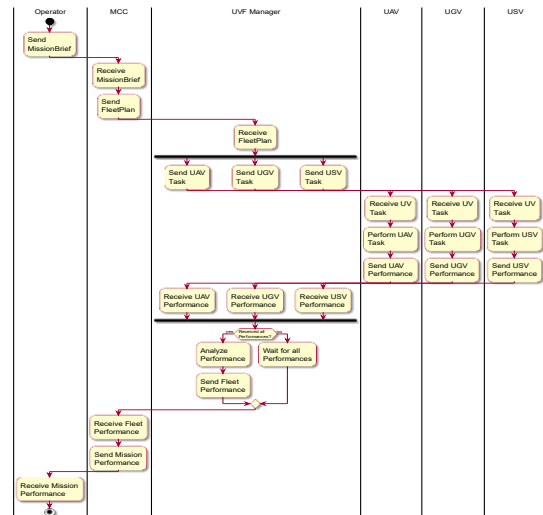 Operator
MCC
UVF Manager
UAV
UGV
USV
Send
MissionBrief
Receive
MissionBrief
Send
FleetPlan
Receive
FleetPlan
Send UAV
Task
Send UGV
Task
Send USV
Task
Receive UV
Task
Receive UV
Task
Receive UV
Task
Perform UAV
Task
Perform UGV
Task
Perform USV
Task
Send UAV
Performance
Send UGV
Performance
Send USV
Performance
Receive UAV
Performance
Receive UGV
Performance
Receive USV
Performance
Received all
Performances?
yes
no
Analyze
Performance
Wait for all
Performances
Send Fleet
Performance
Receive Fleet
Performance
Send Mission
Performance
Receive Mission
Performance